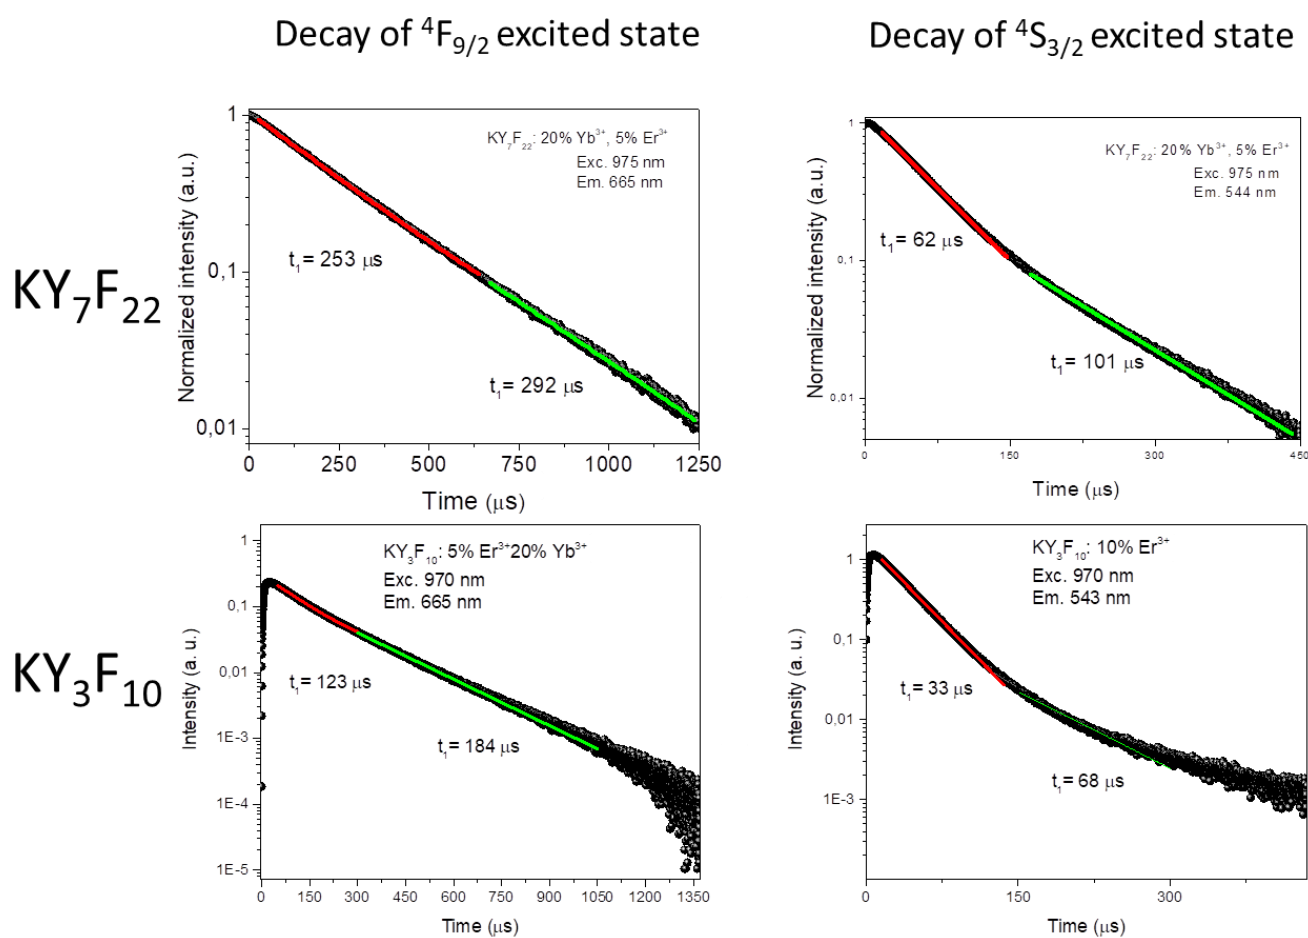 Decay of ⁴F₉/₂ excited state
Decay of ⁴S₃/₂ excited state
KY₇F₂₂
Normalized intensity (a.u.)
1
0,1
0,01
KY₇F₂₂: 20% Yb³⁺, 5% Er³⁺
Exc. 975 nm
Em. 665 nm
t₁= 253 μs
t₁= 292 μs
0 250 500 750 1000 1250
Time (μs)
Normalized intensity (a.u.)
1
0,1
0,01
KY₇F₂₂: 20% Yb³⁺, 5% Er³⁺
Exc. 975 nm
Em. 544 nm
t₁= 62 μs
t₁= 101 μs
0 150 300 450
Time (μs)
KY₃F₁₀
Intensity (a. u.)
1
0,1
0,01
1E-3
1E-4
1E-5
KY₃F₁₀: 5% Er³⁺20% Yb³⁺
Exc. 970 nm
Em. 665 nm
t₁= 123 μs
t₁= 184 μs
0 150 300 450 600 750 900 1050 1200 1350
Time (μs)
Intensity (a. u.)
1
0,1
0,01
1E-3
KY₃F₁₀: 10% Er³⁺
Exc. 970 nm
Em. 543 nm
t₁= 33 μs
t₁= 68 μs
0 150 300
Time (μs)